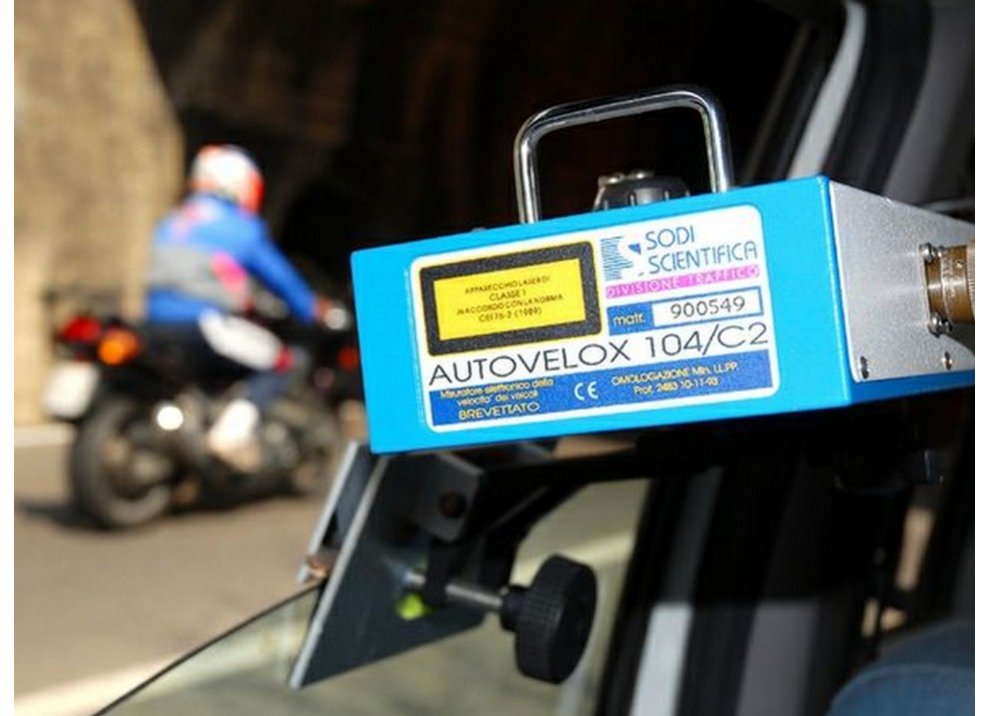 APPARECCHIO LASER DI
CLASSE 1
IN ACCORDO CON LA NORMA
CEI 76-2 (1989)
SODI
SCIENTIFICA
DIVISIONE TRAFFICO
matr. 900549
AUTOVELOX 104/C2
Misuratore elettronico della
velocita' dei veicoli
BREVETTATO
CE
OMOLOGAZIONE Min. LL.PP.
Prot. 2483 10-11-93